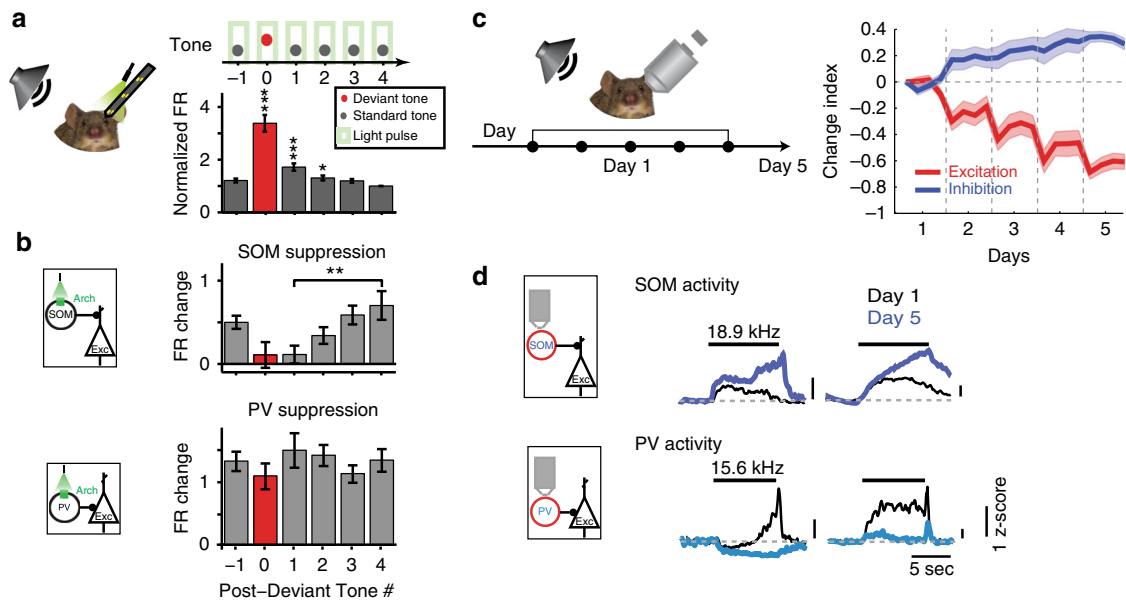 a
Tone
−1 0 1 2 3 4
Normalized FR
4
2
0
***
***
*
Deviant tone
Standard tone
Light pulse
b
Arch
SOM
Exc
SOM suppression
FR change
1
0
**
Arch
PV
Exc
PV suppression
FR change
1
0
−1 0 1 2 3 4
Post−Deviant Tone #
c
Day
Day 1
Day 5
Change index
0.4
0.2
0
−0.2
−0.4
−0.6
−0.8
−1
Excitation
Inhibition
1 2 3 4 5
Days
d
SOM
Exc
SOM activity
Day 1
Day 5
18.9 kHz
PV
Exc
PV activity
15.6 kHz
1 z-score
5 sec